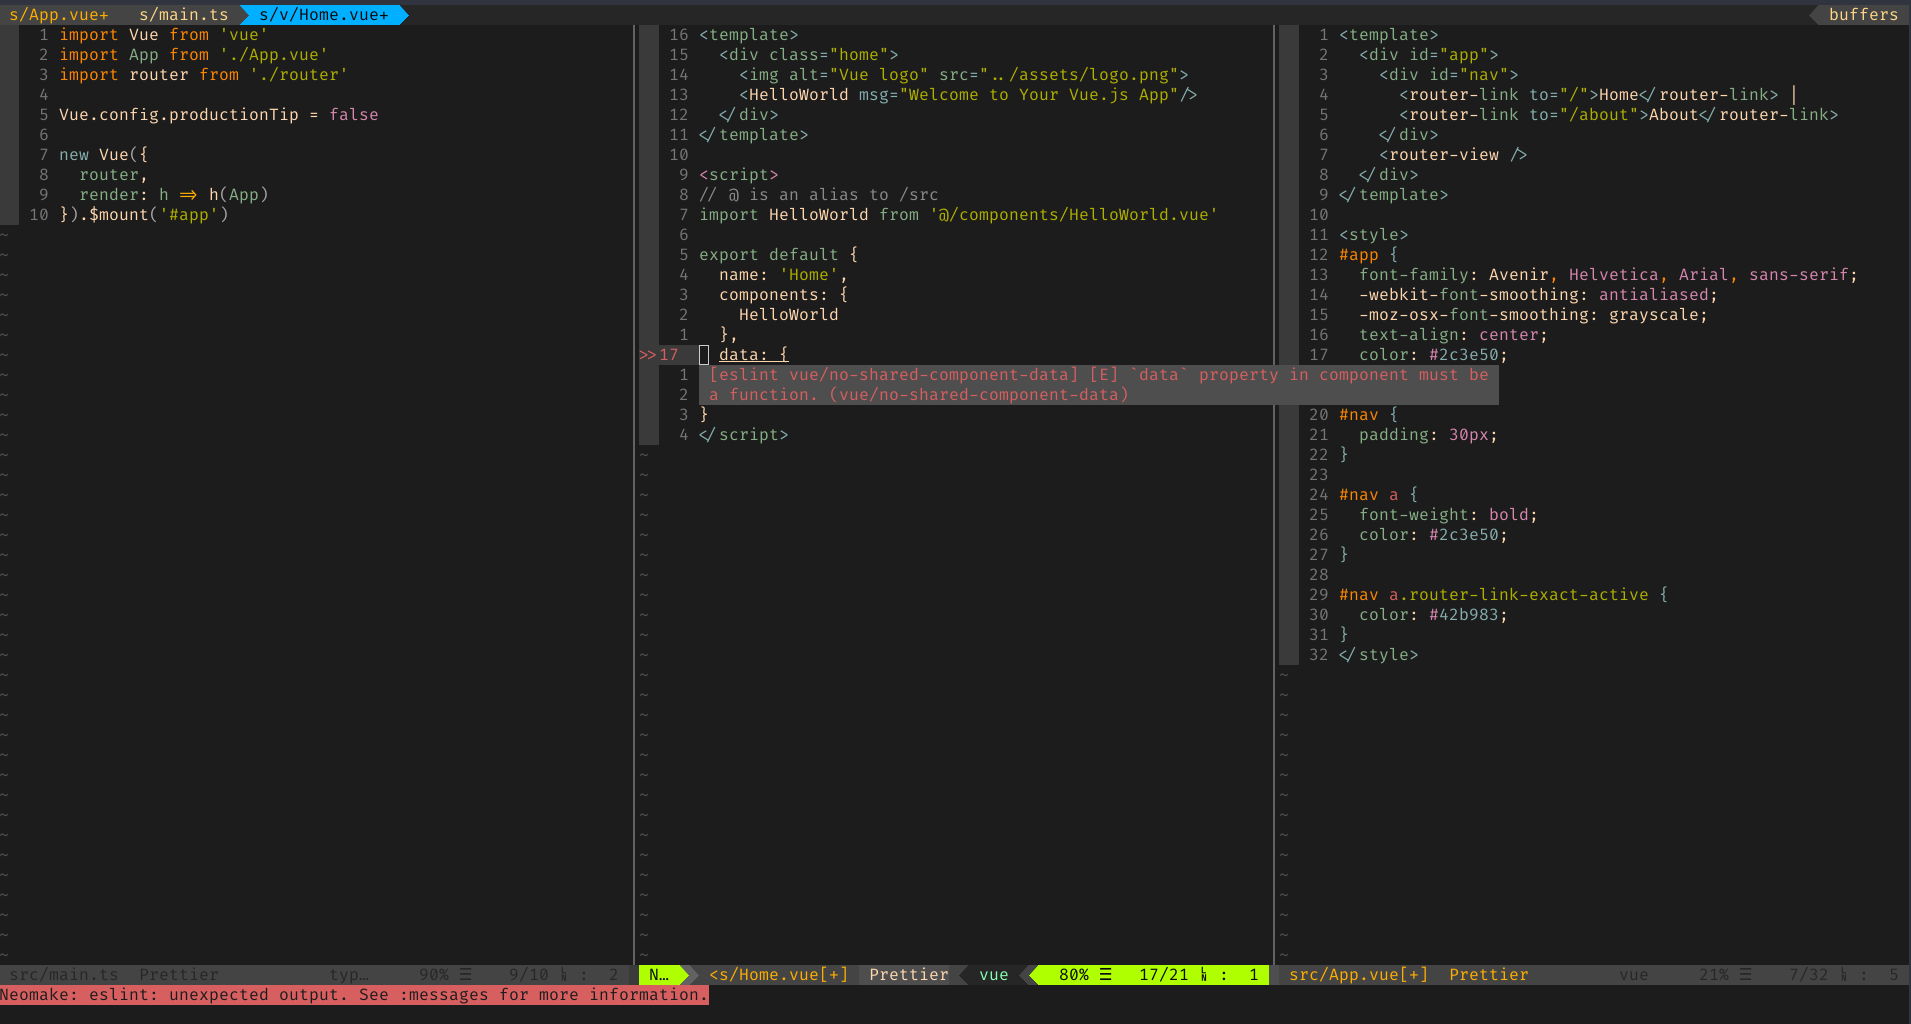 s/App.vue+ s/main.ts s/v/Home.vue+ buffers
1 import Vue from 'vue'
2 import App from './App.vue'
3 import router from './router'
4
5 Vue.config.productionTip = false
6
7 new Vue({
8   router,
9   render: h => h(App)
10 }).$mount('#app')
16 <template>
15   <div class="home">
14     <img alt="Vue logo" src="../assets/logo.png">
13     <HelloWorld msg="Welcome to Your Vue.js App"/>
12   </div>
11 </template>
10
9 <script>
8 // @ is an alias to /src
7 import HelloWorld from '@/components/HelloWorld.vue'
6
5 export default {
4   name: 'Home',
3   components: {
2     HelloWorld
1   },
>>17   data: {
1 [eslint vue/no-shared-component-data] [E] `data` property in component must be
2 a function. (vue/no-shared-component-data)
3 }
4 </script>
1 <template>
2   <div id="app">
3     <div id="nav">
4       <router-link to="/">Home</router-link> |
5       <router-link to="/about">About</router-link>
6     </div>
7     <router-view />
8   </div>
9 </template>
10
11 <style>
12 #app {
13   font-family: Avenir, Helvetica, Arial, sans-serif;
14   -webkit-font-smoothing: antialiased;
15   -moz-osx-font-smoothing: grayscale;
16   text-align: center;
17   color: #2c3e50;
20 #nav {
21   padding: 30px;
22 }
23
24 #nav a {
25   font-weight: bold;
26   color: #2c3e50;
27 }
28
29 #nav a.router-link-exact-active {
30   color: #42b983;
31 }
32 </style>
src/main.ts Prettier typ… 90% ☰ 9/10 ㏑ : 2
N… <s/Home.vue[+] Prettier vue 80% ☰ 17/21 ㏑ : 1
src/App.vue[+] Prettier vue 21% ☰ 7/32 ㏑ : 5
Neomake: eslint: unexpected output. See :messages for more information.